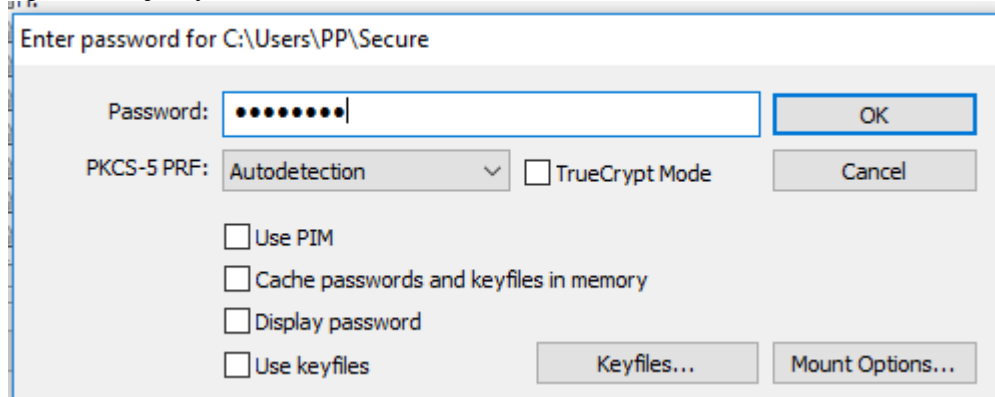 Enter password for C:\Users\PP\Secure
Password: ●●●●●●●● OK
PKCS-5 PRF: Autodetection TrueCrypt Mode Cancel
Use PIM
Cache passwords and keyfiles in memory
Display password
Use keyfiles Keyfiles... Mount Options...